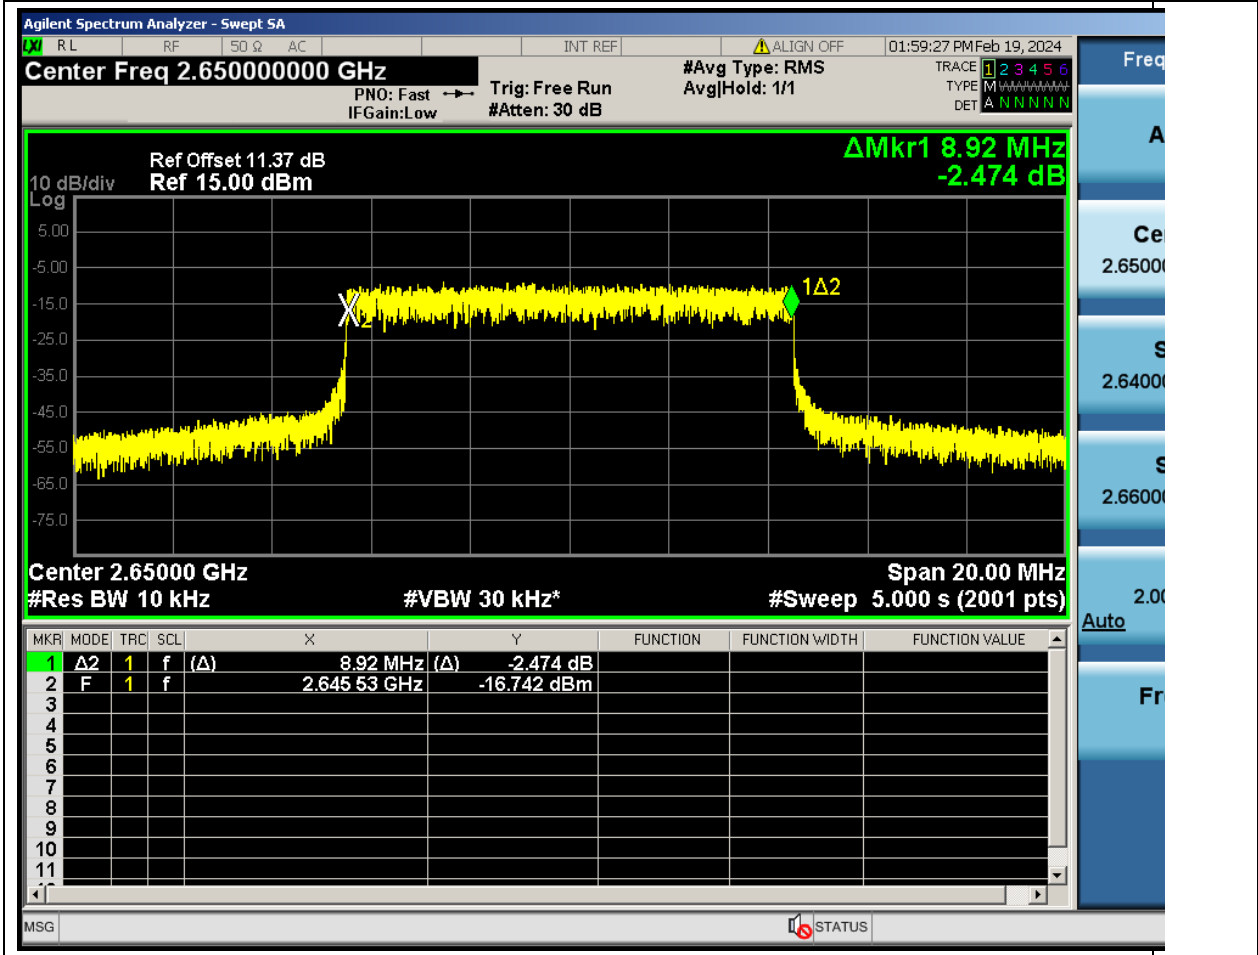 Agilent Spectrum Analyzer - Swept SA
LXI RL RF 50 Ω AC INT REF ALIGN OFF 01:59:27 PM Feb 19, 2024
Center Freq 2.650000000 GHz
PNO: Fast
IFGain:Low
Trig: Free Run
#Atten: 30 dB
#Avg Type: RMS
Avg|Hold: 1/1
TRACE 1 2 3 4 5 6
TYPE M
DET A N N N N N
Freq
A
Ce
2.6500
S
2.6400
S
2.6600
2.00
Auto
Fr
ΔMkr1 8.92 MHz
-2.474 dB
Ref Offset 11.37 dB
10 dB/div Ref 15.00 dBm
Log
5.00
-5.00
-15.0
-25.0
-35.0
-45.0
-55.0
-65.0
-75.0
2
1Δ2
Center 2.65000 GHz Span 20.00 MHz
#Res BW 10 kHz #VBW 30 kHz* #Sweep 5.000 s (2001 pts)
MKR MODE TRC SCL X Y FUNCTION FUNCTION WIDTH FUNCTION VALUE
1 Δ2 1 f (Δ) 8.92 MHz (Δ) -2.474 dB
2 F 1 f 2.645 53 GHz -16.742 dBm
3
4
5
6
7
8
9
10
11
MSG STATUS